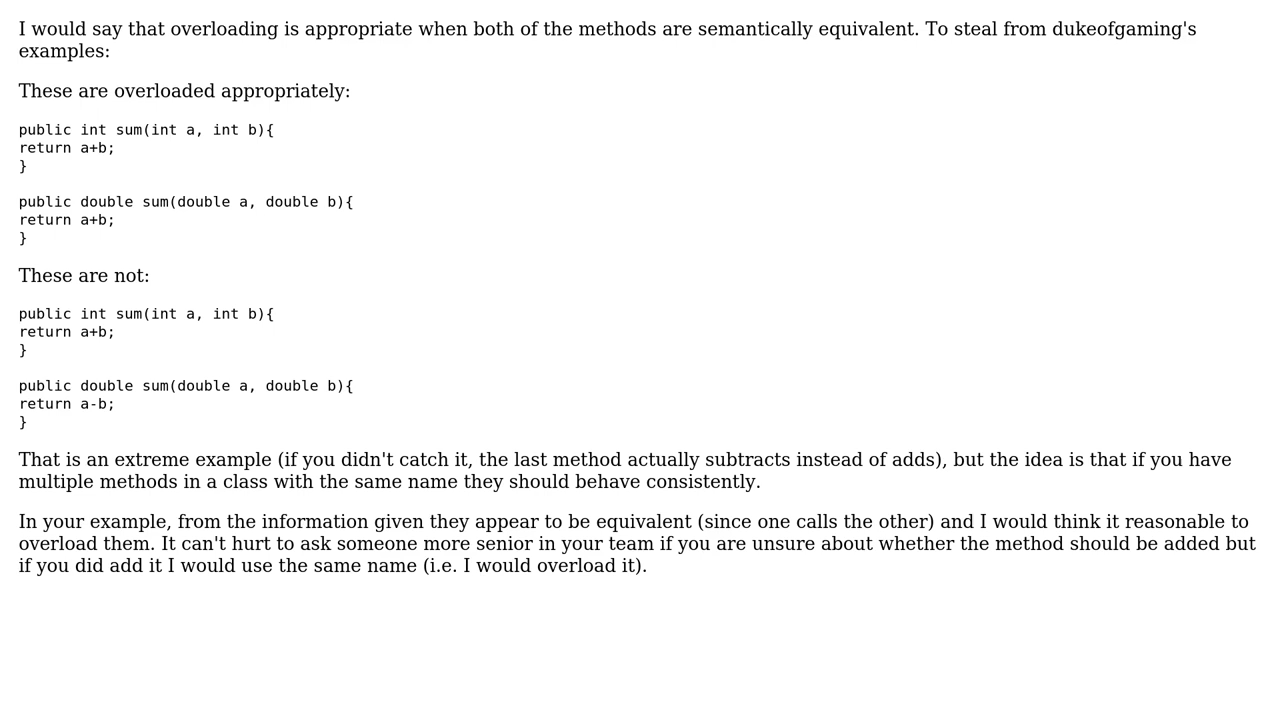 I would say that overloading is appropriate when both of the methods are semantically equivalent. To steal from dukeofgaming's
examples:
These are overloaded appropriately:
public int sum(int a, int b){
return a+b;
}
public double sum(double a, double b){
return a+b;
}
These are not:
public int sum(int a, int b){
return a+b;
}
public double sum(double a, double b){
return a-b;
}
That is an extreme example (if you didn't catch it, the last method actually subtracts instead of adds), but the idea is that if you have
multiple methods in a class with the same name they should behave consistently.
In your example, from the information given they appear to be equivalent (since one calls the other) and I would think it reasonable to
overload them. It can't hurt to ask someone more senior in your team if you are unsure about whether the method should be added but
if you did add it I would use the same name (i.e. I would overload it).